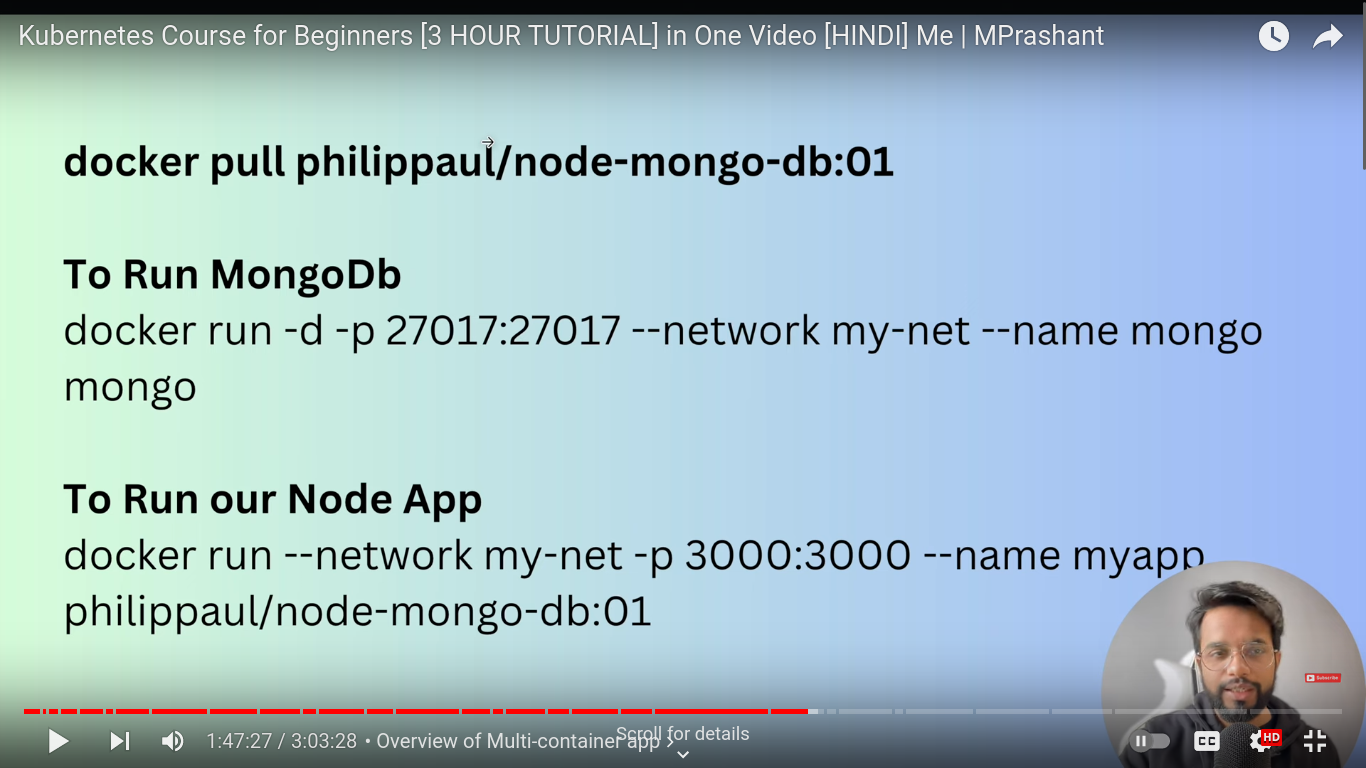 Kubernetes Course for Beginners [3 HOUR TUTORIAL] in One Video [HINDI] Me | MPrashant
docker pull philippaul/node-mongo-db:01
To Run MongoDb
docker run -d -p 27017:27017 --network my-net --name mongo
mongo
To Run our Node App
docker run --network my-net -p 3000:3000 --name myapp
philippaul/node-mongo-db:01
Subscribe
1:47:27 / 3:03:28 • Overview of Multi-container app
Scroll for details
CC
HD